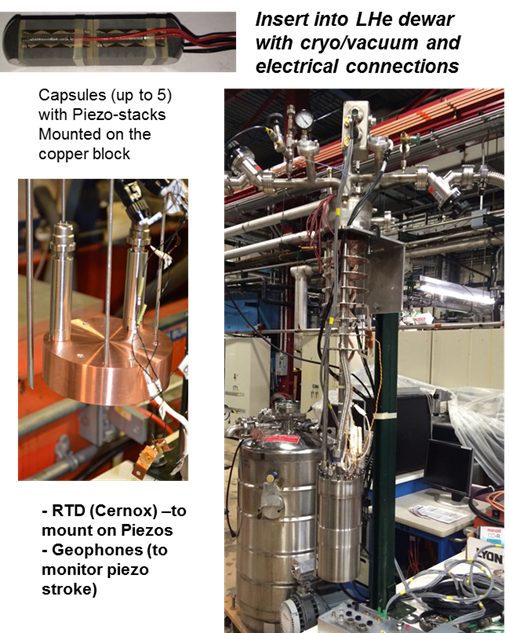 Insert into LHe dewar
with cryo/vacuum and
electrical connections
Capsules (up to 5)
with Piezo-stacks
Mounted on the
copper block
- RTD (Cernox) –to
mount on Piezos
- Geophones (to
monitor piezo
stroke)